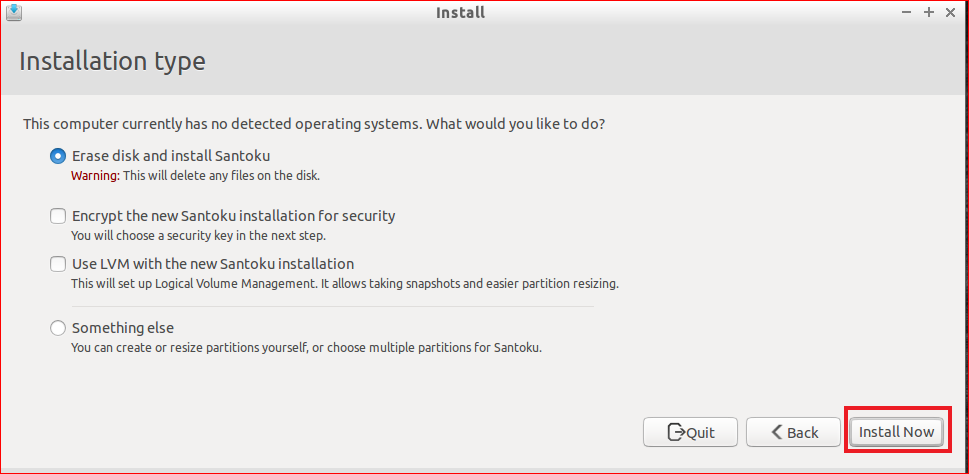 Install
Installation type
This computer currently has no detected operating systems. What would you like to do?
Erase disk and install Santoku
Warning: This will delete any files on the disk.
Encrypt the new Santoku installation for security
You will choose a security key in the next step.
Use LVM with the new Santoku installation
This will set up Logical Volume Management. It allows taking snapshots and easier partition resizing.
Something else
You can create or resize partitions yourself, or choose multiple partitions for Santoku.
Quit Back Install Now